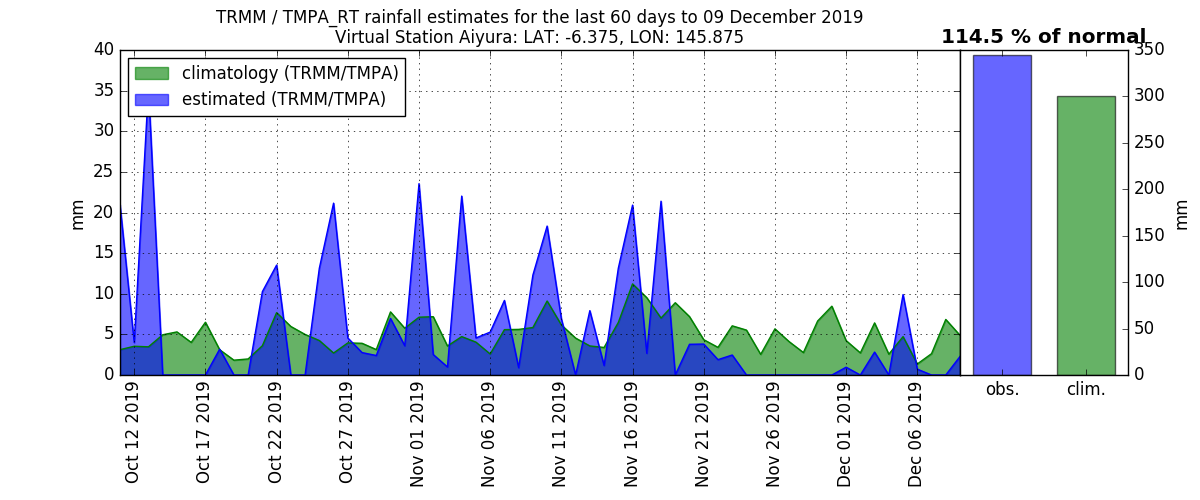 TRMM / TMPA_RT rainfall estimates for the last 60 days to 09 December 2019
Virtual Station Aiyura: LAT: -6.375, LON: 145.875
114.5 % of normal
climatology (TRMM/TMPA)
estimated (TRMM/TMPA)
40
35
30
25
20
15
10
5
0
mm
350
300
250
200
150
100
50
0
mm
Oct 12 2019
Oct 17 2019
Oct 22 2019
Oct 27 2019
Nov 01 2019
Nov 06 2019
Nov 11 2019
Nov 16 2019
Nov 21 2019
Nov 26 2019
Dec 01 2019
Dec 06 2019
obs.
clim.